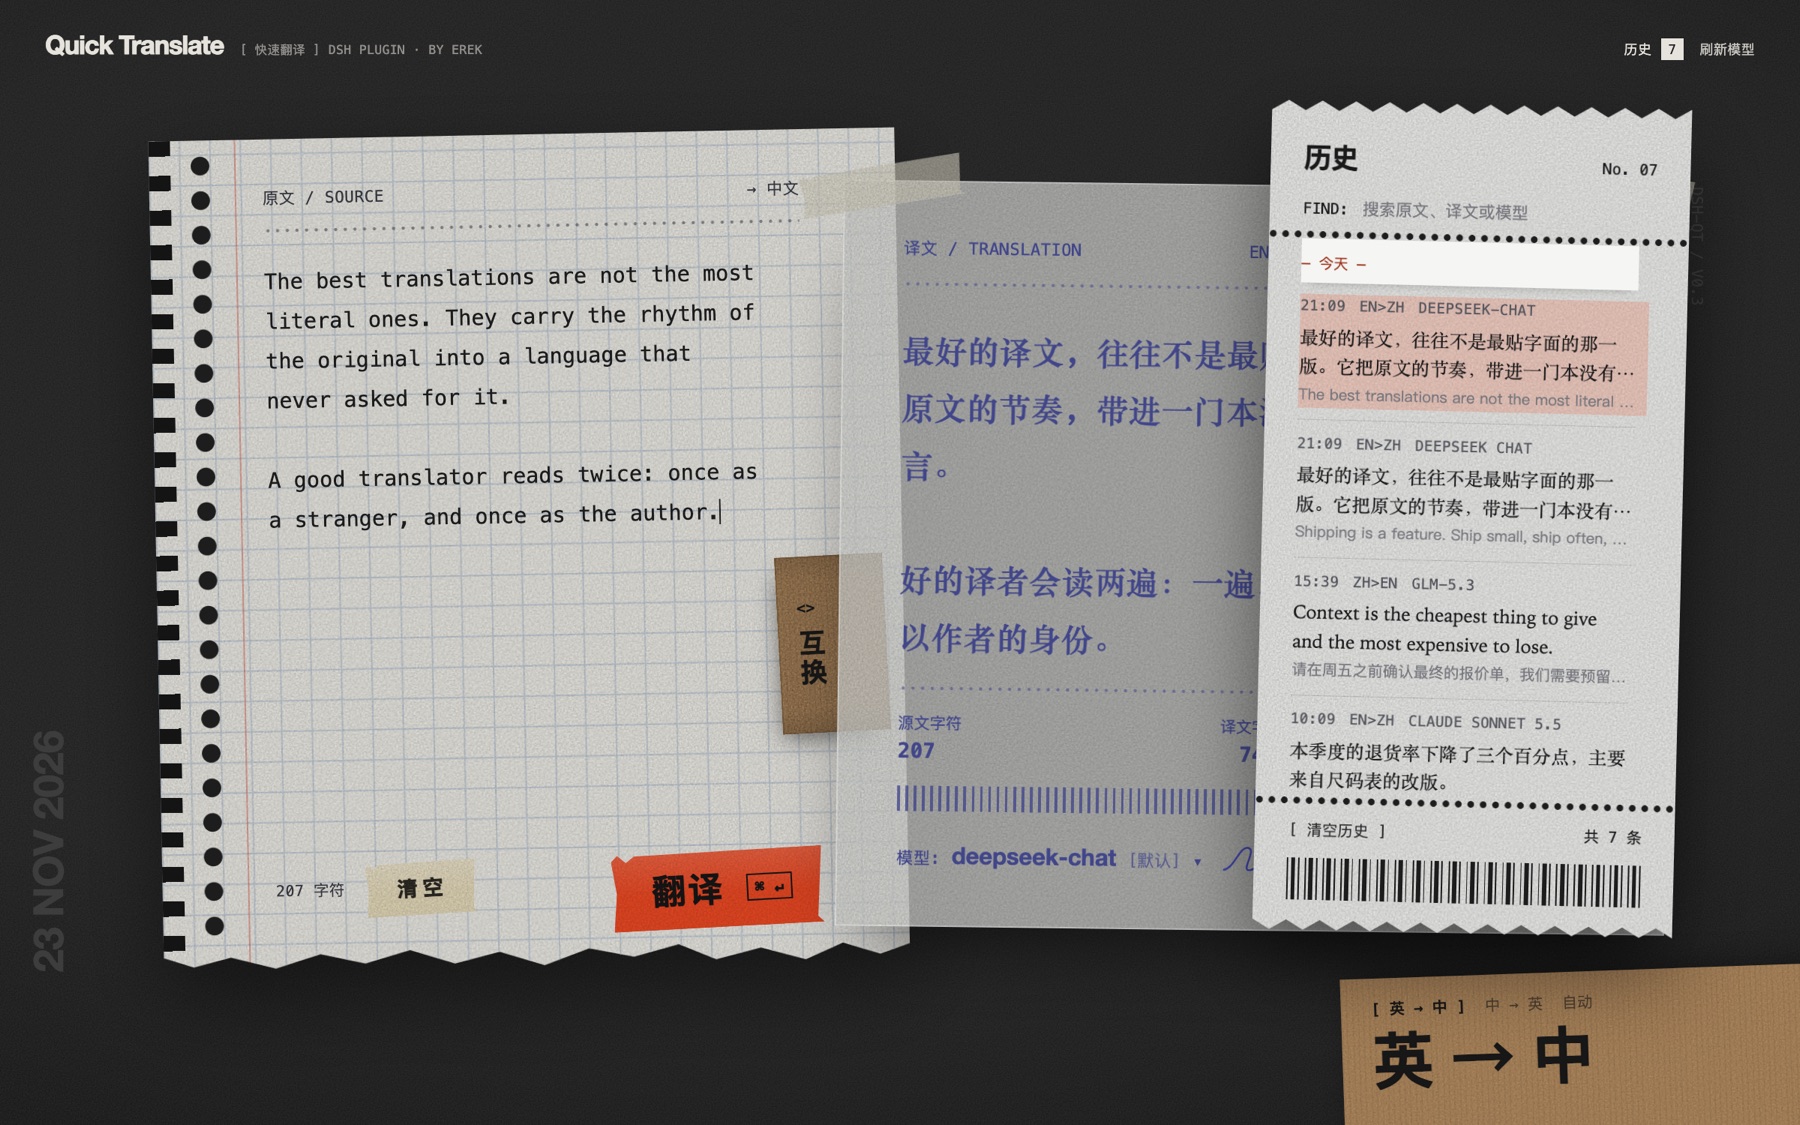 Quick Translate [ 快速翻译 ] DSH PLUGIN · BY EREK
历史 7 刷新模型
原文 / SOURCE → 中文
The best translations are not the most
literal ones. They carry the rhythm of
the original into a language that
never asked for it.
A good translator reads twice: once as
a stranger, and once as the author.
<> 互换
207 字符 清空
翻译 ⌘ ↵
译文 / TRANSLATION EN
最好的译文，往往不是最
原文的节奏，带进一门本
言。
好的译者会读两遍：一遍
以作者的身份。
源文字符 译文
207 74
模型: deepseek-chat [默认] ▾
历史 No. 07
FIND: 搜索原文、译文或模型
— 今天 —
21:09 EN>ZH DEEPSEEK-CHAT
最好的译文，往往不是最贴字面的那一
版。它把原文的节奏，带进一门本没有…
The best translations are not the most literal …
21:09 EN>ZH DEEPSEEK CHAT
最好的译文，往往不是最贴字面的那一
版。它把原文的节奏，带进一门本没有…
Shipping is a feature. Ship small, ship often, …
15:39 ZH>EN GLM-5.3
Context is the cheapest thing to give
and the most expensive to lose.
请在周五之前确认最终的报价单，我们需要预留…
10:09 EN>ZH CLAUDE SONNET 5.5
本季度的退货率下降了三个百分点，主要
来自尺码表的改版。
[ 清空历史 ] 共 7 条
DSH-QT / V0.3
23 NOV 2026
[ 英 → 中 ] 中 → 英 自动
英 → 中